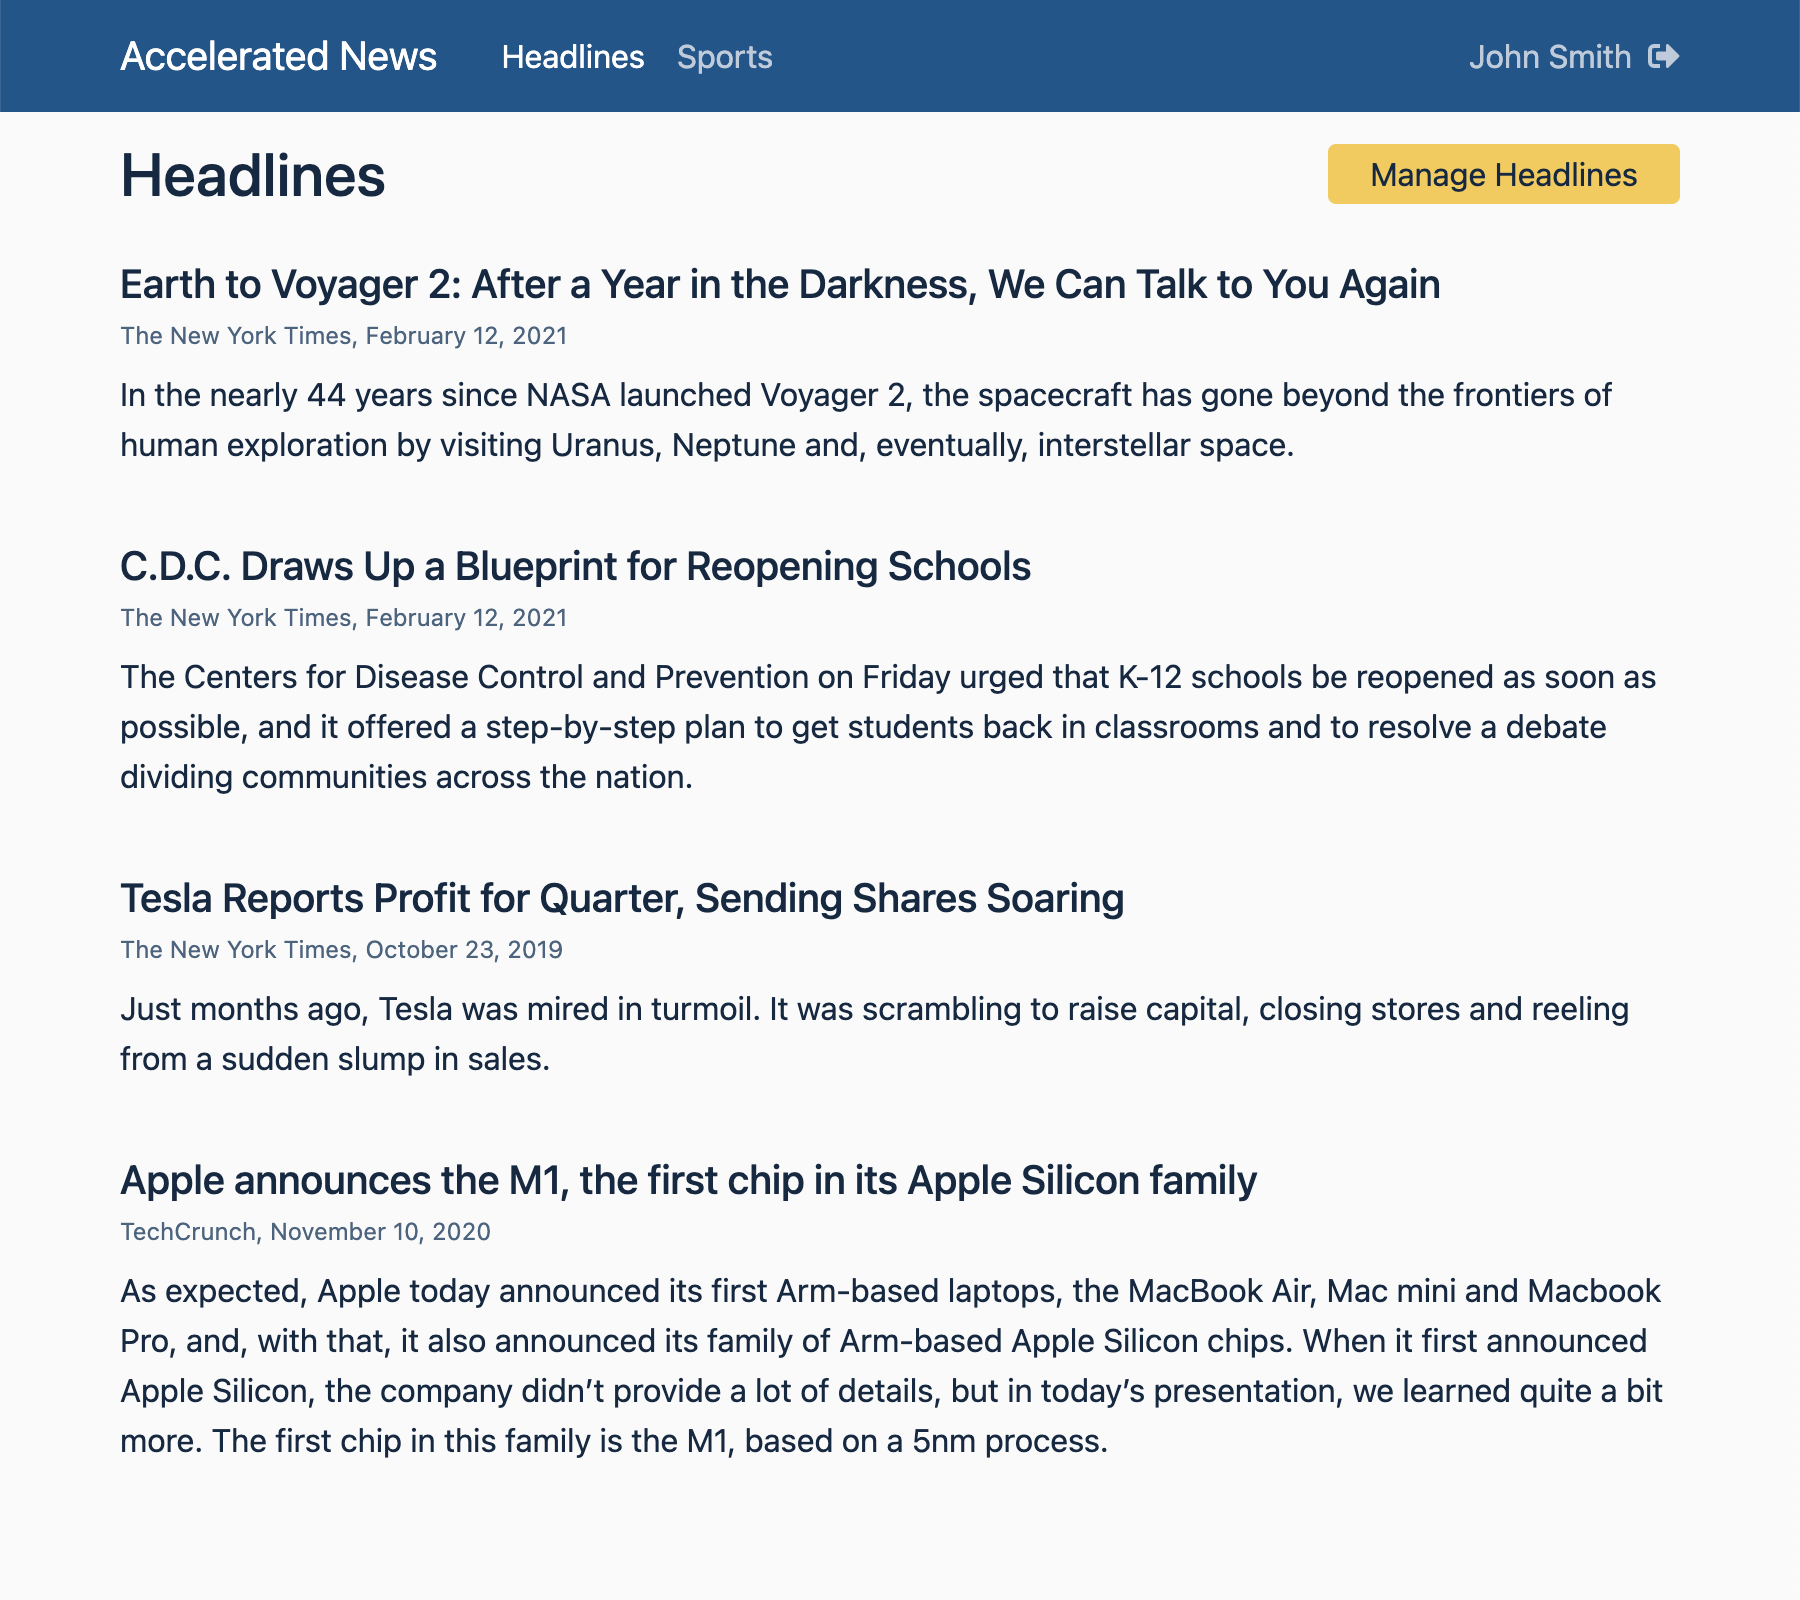 Accelerated News Headlines Sports John Smith
Headlines Manage Headlines
Earth to Voyager 2: After a Year in the Darkness, We Can Talk to You Again
The New York Times, February 12, 2021
In the nearly 44 years since NASA launched Voyager 2, the spacecraft has gone beyond the frontiers of
human exploration by visiting Uranus, Neptune and, eventually, interstellar space.
C.D.C. Draws Up a Blueprint for Reopening Schools
The New York Times, February 12, 2021
The Centers for Disease Control and Prevention on Friday urged that K-12 schools be reopened as soon as
possible, and it offered a step-by-step plan to get students back in classrooms and to resolve a debate
dividing communities across the nation.
Tesla Reports Profit for Quarter, Sending Shares Soaring
The New York Times, October 23, 2019
Just months ago, Tesla was mired in turmoil. It was scrambling to raise capital, closing stores and reeling
from a sudden slump in sales.
Apple announces the M1, the first chip in its Apple Silicon family
TechCrunch, November 10, 2020
As expected, Apple today announced its first Arm-based laptops, the MacBook Air, Mac mini and Macbook
Pro, and, with that, it also announced its family of Arm-based Apple Silicon chips. When it first announced
Apple Silicon, the company didn’t provide a lot of details, but in today’s presentation, we learned quite a bit
more. The first chip in this family is the M1, based on a 5nm process.